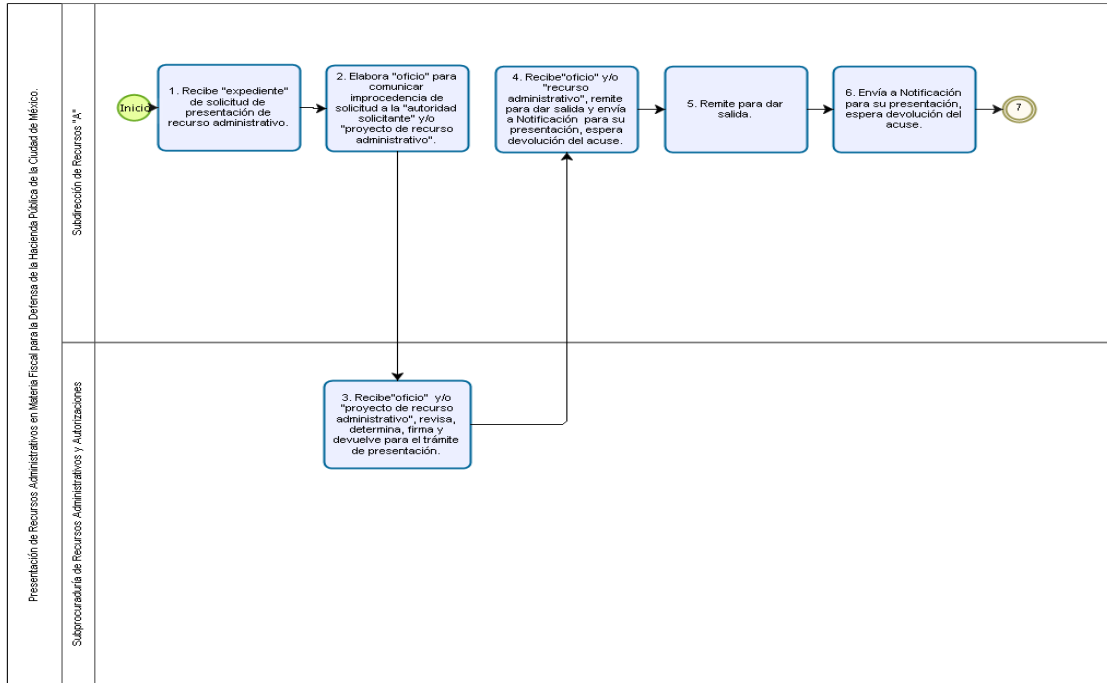 Presentación de Recursos Administrativos en Materia Fiscal para la Defensa de la Hacienda Pública de la Ciudad de México.
Subdirección de Recursos "A"
Inicio
1. Recibe "expediente"
de solicitud de
presentación de
recurso administrativo.
2. Elabora "oficio" para
comunicar
improcedencia de
solicitud a la "autoridad
solicitante" y/o
"proyecto de recurso
administrativo".
4. Recibe"oficio" y/o
"recurso
administrativo", remite
para dar salida y envía
a Notificación para su
presentación, espera
devolución del acuse.
5. Remite para dar
salida.
6. Envía a Notificación
para su presentación,
espera devolución del
acuse.
7
Subprocuraduría de Recursos Administrativos y Autorizaciones
3. Recibe"oficio" y/o
"proyecto de recurso
administrativo", revisa,
determina, firma y
devuelve para el trámite
de presentación.